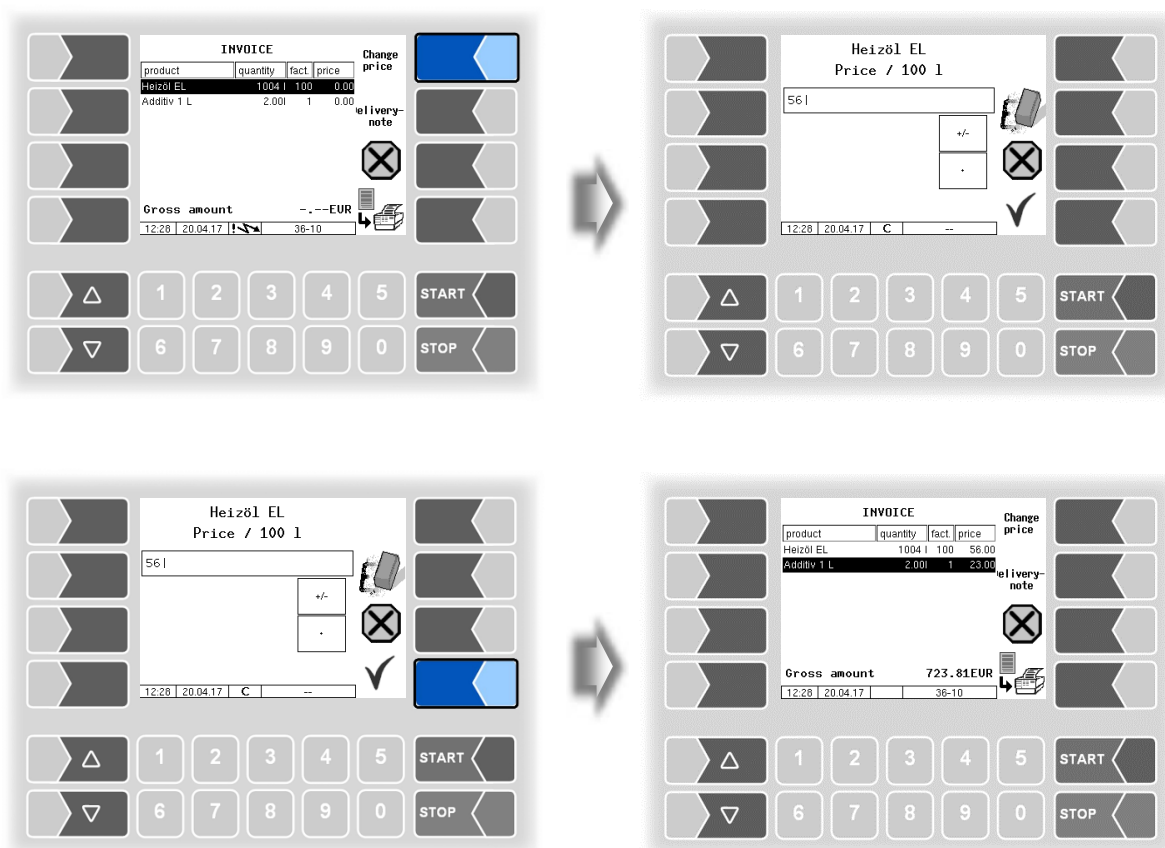 INVOICE
Change
price
product quantity fact. price
Heizöl EL 1004 l 100 0.00
Additiv 1 L 2.00l 1 0.00
elivery-
note
Gross amount -.--EUR
12:28 20.04.17 ! 36-10
1 2 3 4 5 START
6 7 8 9 0 STOP
Heizöl EL
Price / 100 l
56
+/-
.
12:28 20.04.17 C --
1 2 3 4 5 START
6 7 8 9 0 STOP
Heizöl EL
Price / 100 l
56
+/-
.
12:28 20.04.17 C --
1 2 3 4 5 START
6 7 8 9 0 STOP
INVOICE
Change
price
product quantity fact. price
Heizöl EL 1004 l 100 56.00
Additiv 1 L 2.00l 1 23.00
elivery-
note
Gross amount 723.81EUR
12:28 20.04.17 36-10
1 2 3 4 5 START
6 7 8 9 0 STOP